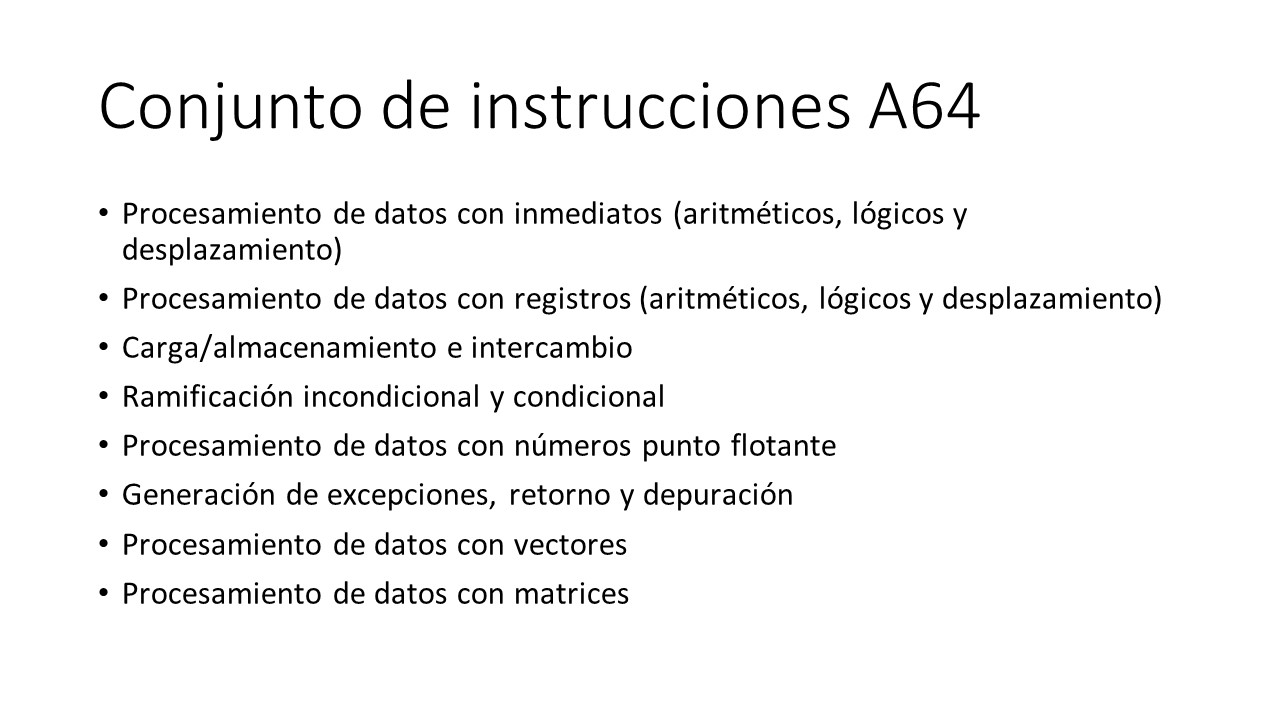 Conjunto de instrucciones A64
• Procesamiento de datos con inmediatos (aritméticos, lógicos y
desplazamiento)
• Procesamiento de datos con registros (aritméticos, lógicos y desplazamiento)
• Carga/almacenamiento e intercambio
• Ramificación incondicional y condicional
• Procesamiento de datos con números punto flotante
• Generación de excepciones, retorno y depuración
• Procesamiento de datos con vectores
• Procesamiento de datos con matrices